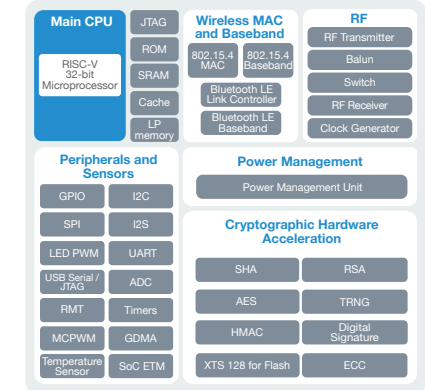 Main CPU
RISC-V
32-bit
Microprocessor
JTAG
ROM
SRAM
Cache
LP
memory
Wireless MAC
and Baseband
802.15.4
MAC
802.15.4
Baseband
Bluetooth LE
Link Controller
Bluetooth LE
Baseband
RF
RF Transmitter
Balun
Switch
RF Receiver
Clock Generator
Peripherals and
Sensors
GPIO
I2C
SPI
I2S
LED PWM
UART
USB Serial /
JTAG
ADC
RMT
Timers
MCPWM
GDMA
Temperature
Sensor
SoC ETM
Power Management
Power Management Unit
Cryptographic Hardware
Acceleration
SHA
RSA
AES
TRNG
HMAC
Digital
Signature
XTS 128 for Flash
ECC